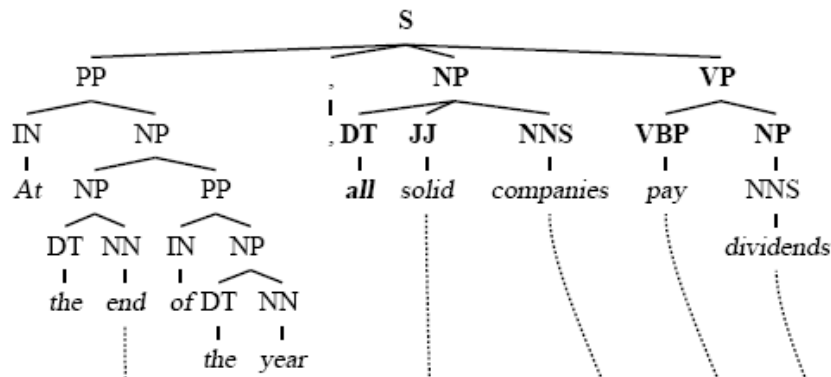 S
PP , NP VP
IN NP , DT JJ NNS VBP NP
At NP PP all solid companies pay NNS
DT NN IN NP dividends
the end of DT NN
the year